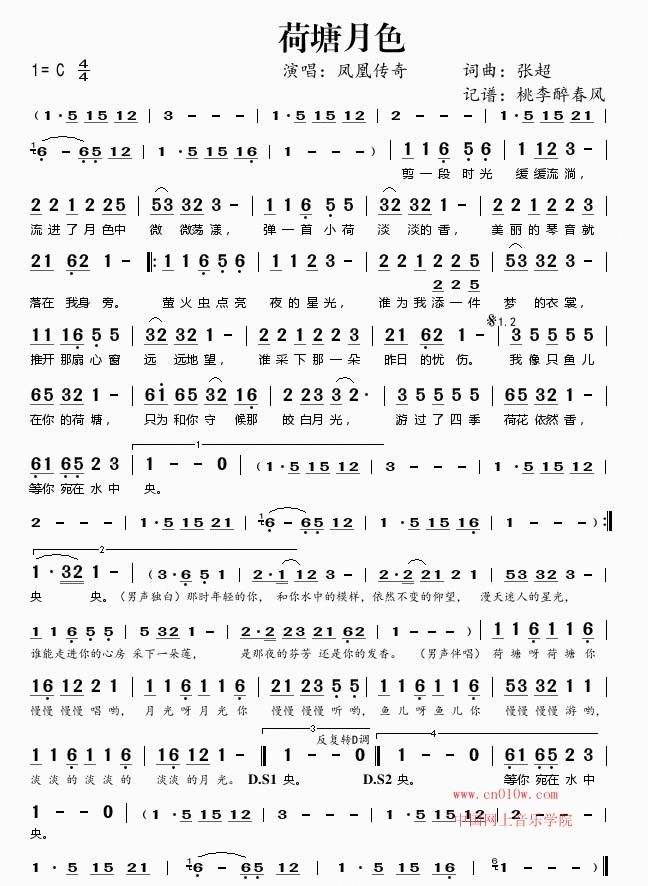 荷塘月色
1= C 4/4 演唱：凤凰传奇 词曲：张超
记谱：桃李醉春风
( 1 · 5 15 12 | 3 - - - | 1 · 5 15 12 | 2 - - - | 1 · 5 15 21 |
1 6 - 65 12 | 1 · 5 15 16 | 1 - - ) | 1 1 6 5 6 | 1 12 3 - |
剪一段 时光 缓缓流淌，
2 2 1 2 25 | 53 32 3 - | 1 1 6 5 5 | 32 32 1 - | 2 2 1 2 2 3 |
流进了月色中 微 微荡漾， 弹一首 小荷 淡 淡的香， 美丽的琴音就
21 62 1 - ‖: 1 1 6 5 6 | 1 12 3 - | 2 2 1 2 25 | 53 32 3 |
2 2 5
落在 我身 旁。 萤火虫点亮 夜的星光， 谁为我添一件 梦 的衣裳，
𝄋1.2
11 16 5 5 | 32 32 1 - | 2 2 1 2 2 3 | 21 62 1 - | 3 5 5 5 5 |
推开 那扇心窗 远 远地望， 谁采下那一朵 昨日 的忧 伤。 我像只鱼儿
65 32 1 - | 61 65 32 16 | 2 23 3 2 · | 3 5 5 5 5 | 65 32 1 - |
在你 的荷 塘， 只为 和你 守 候那 皎白月光， 游过了四季 荷花 依然香，
1
61 65 2 3 | 1 - - 0 | ( 1 · 5 15 12 | 3 - - - | 1 · 5 15 12 |
等你 宛在 水中 央。
2 - - - | 1 · 5 15 21 | 1 6 - 65 12 | 1 · 5 15 16 | 1 - - - ) :‖
2
1 · 32 1 - | ( 3 · 6 5 1 | 2 · 1 12 | 2 · 2 21 2 1 | 5 53 32 3 |
央 央。(男声独白) 那时年轻的你， 和你水中的模样，依然不变的仰望， 漫天迷人的星光，
11 16 5 5 | 5 32 1 - | 2 · 2 23 21 62 | 1 - - ) | 1 1 6 1 1 6 |
谁能走进你的心房 采下一朵莲， 是那夜的芬芳 还是你的发香。 (男声伴唱) 荷塘呀荷塘你
16 12 2 1 | 1 1 6 1 1 6 | 21 23 5 5 | 6 6 5 6 6 5 | 53 32 1 1 |
慢慢 慢慢唱哟， 月光呀月光你 慢慢 慢慢听哟， 鱼儿呀鱼儿你 慢慢 慢慢游哟，
3 反复转D调 4
1 1 6 1 1 6 | 16 12 1 - ‖ 1 - - 0 ‖ 1 - - 0 | 61 65 2 3 |
淡淡的淡淡的 淡淡的月光。 D.S1 央。 D.S2 央。 等你 宛在 水中
www.cn010w.com
中国网上音乐学院
1 - - 0 | 1 · 5 15 12 | 3 - - - | 1 · 5 15 12 | 2 - - - |
央。
1 · 5 15 21 | 1 6 - 65 12 | 1 · 5 15 16 | 6 1 - - - ‖